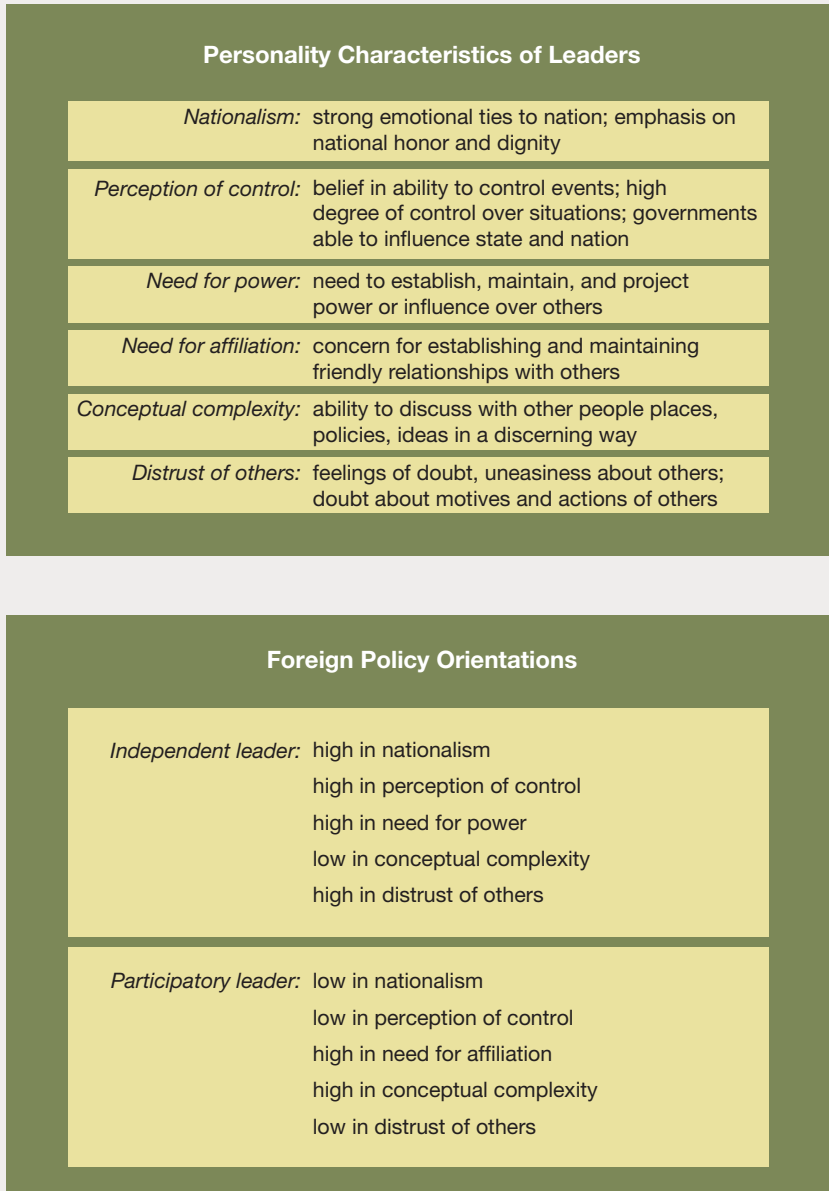 Personality Characteristics of Leaders
Nationalism: strong emotional ties to nation; emphasis on
national honor and dignity
Perception of control: belief in ability to control events; high
degree of control over situations; governments
able to influence state and nation
Need for power: need to establish, maintain, and project
power or influence over others
Need for affiliation: concern for establishing and maintaining
friendly relationships with others
Conceptual complexity: ability to discuss with other people places,
policies, ideas in a discerning way
Distrust of others: feelings of doubt, uneasiness about others;
doubt about motives and actions of others
Foreign Policy Orientations
Independent leader: high in nationalism
high in perception of control
high in need for power
low in conceptual complexity
high in distrust of others
Participatory leader: low in nationalism
low in perception of control
high in need for affiliation
high in conceptual complexity
low in distrust of others